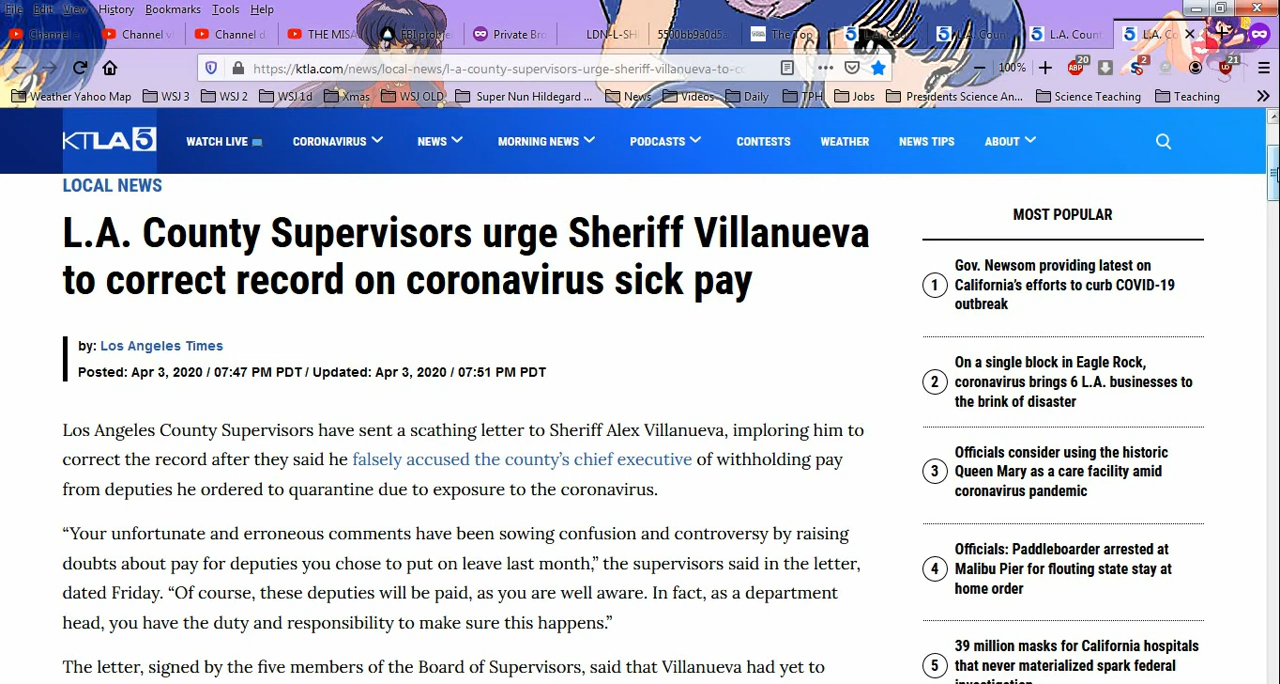 File Edit View History Bookmarks Tools Help
Channel Channel v Channel d THE MISA FBI probe Private Bro LDN-L-SH 5500bb9a0e5a The Top L.A. Cou L.A. Coun L.A. Count L.A. Co
https://ktla.com/news/local-news/l-a-county-supervisors-urge-sheriff-villanueva-to-co 100% 20 2 21
Weather Yahoo Map WSJ 3 WSJ 2 WSJ 1d Xmas WSJ OLD Super Nun Hildegard ... News Videos Daily TPH Jobs Presidents Science An... Science Teaching Teaching
KTLA 5 WATCH LIVE CORONAVIRUS NEWS MORNING NEWS PODCASTS CONTESTS WEATHER NEWS TIPS ABOUT
LOCAL NEWS
L.A. County Supervisors urge Sheriff Villanueva
to correct record on coronavirus sick pay
by: Los Angeles Times
Posted: Apr 3, 2020 / 07:47 PM PDT / Updated: Apr 3, 2020 / 07:51 PM PDT
Los Angeles County Supervisors have sent a scathing letter to Sheriff Alex Villanueva, imploring him to
correct the record after they said he falsely accused the county’s chief executive of withholding pay
from deputies he ordered to quarantine due to exposure to the coronavirus.
“Your unfortunate and erroneous comments have been sowing confusion and controversy by raising
doubts about pay for deputies you chose to put on leave last month,” the supervisors said in the letter,
dated Friday. “Of course, these deputies will be paid, as you are well aware. In fact, as a department
head, you have the duty and responsibility to make sure this happens.”
The letter, signed by the five members of the Board of Supervisors, said that Villanueva had yet to
MOST POPULAR
1 Gov. Newsom providing latest on
California’s efforts to curb COVID-19
outbreak
2 On a single block in Eagle Rock,
coronavirus brings 6 L.A. businesses to
the brink of disaster
3 Officials consider using the historic
Queen Mary as a care facility amid
coronavirus pandemic
4 Officials: Paddleboarder arrested at
Malibu Pier for flouting state stay at
home order
5 39 million masks for California hospitals
that never materialized spark federal
investigation